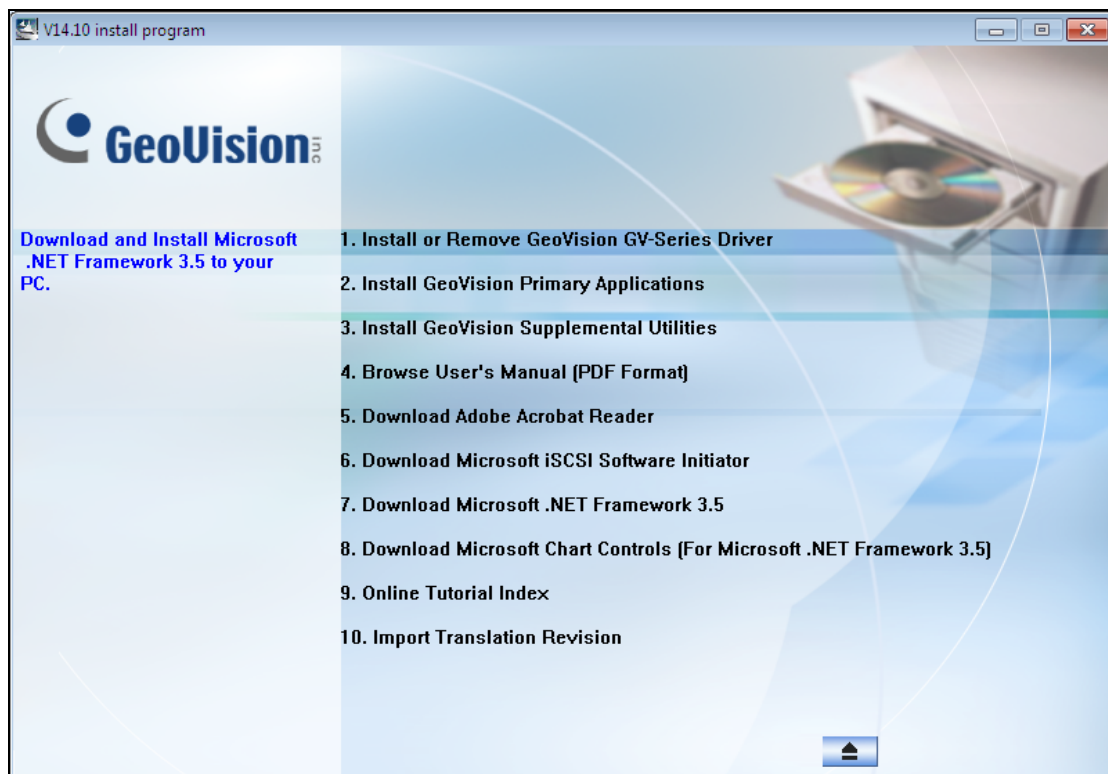 V14.10 install program
GeoVision inc
Download and Install Microsoft
.NET Framework 3.5 to your
PC.
1. Install or Remove GeoVision GV-Series Driver
2. Install GeoVision Primary Applications
3. Install GeoVision Supplemental Utilities
4. Browse User's Manual (PDF Format)
5. Download Adobe Acrobat Reader
6. Download Microsoft iSCSI Software Initiator
7. Download Microsoft .NET Framework 3.5
8. Download Microsoft Chart Controls (For Microsoft .NET Framework 3.5)
9. Online Tutorial Index
10. Import Translation Revision